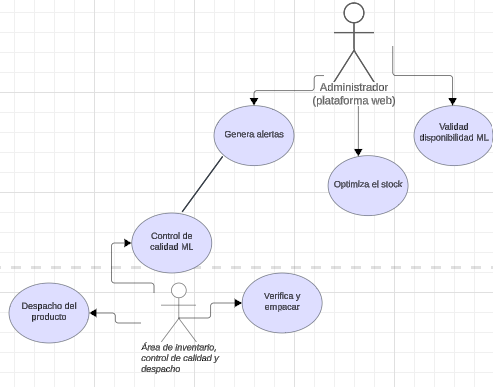 Administrador
(plataforma web)
Genera alertas
Validad
disponibilidad ML
Optimiza el stock
Control de
calidad ML
Despacho del
producto
Verifica y
empacar
Área de inventario,
control de calidad y
despacho